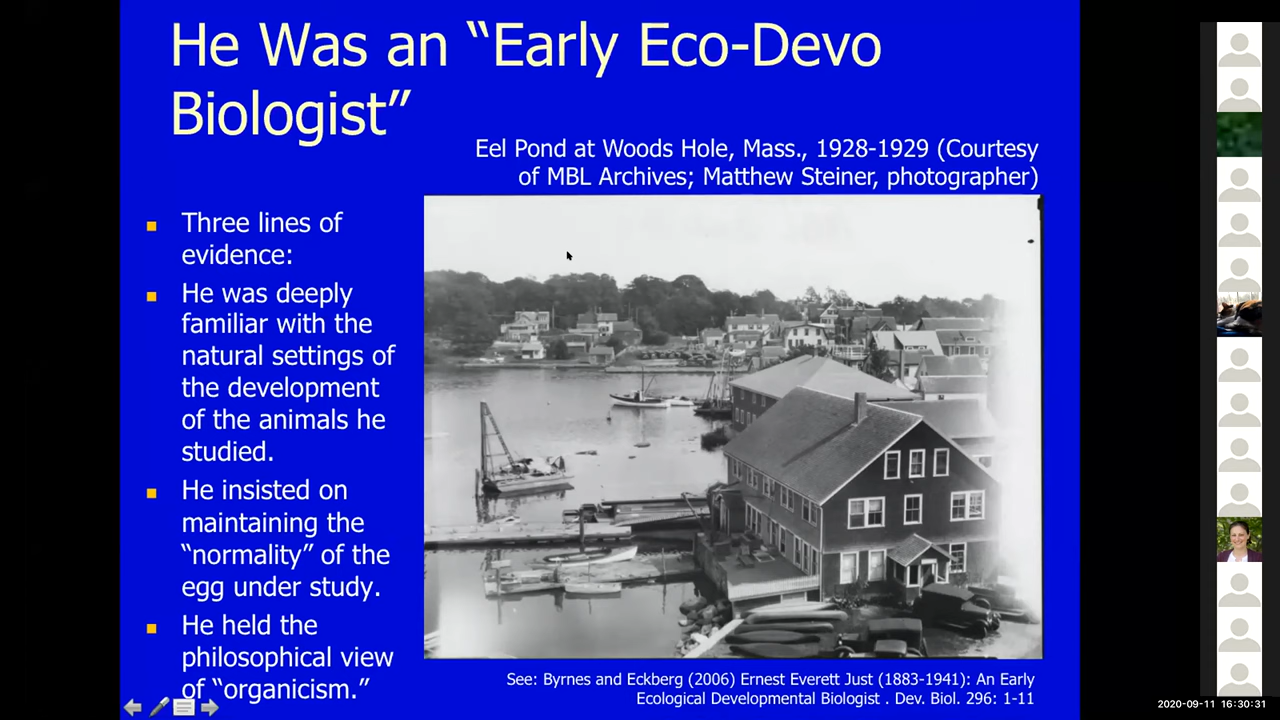 He Was an “Early Eco-Devo
Biologist”
Eel Pond at Woods Hole, Mass., 1928-1929 (Courtesy
of MBL Archives; Matthew Steiner, photographer)
Three lines of
evidence:
He was deeply
familiar with the
natural settings of
the development
of the animals he
studied.
He insisted on
maintaining the
“normality” of the
egg under study.
He held the
philosophical view
of “organicism.”
See: Byrnes and Eckberg (2006) Ernest Everett Just (1883-1941): An Early
Ecological Developmental Biologist . Dev. Biol. 296: 1-11
2020-09-11 16:30:31